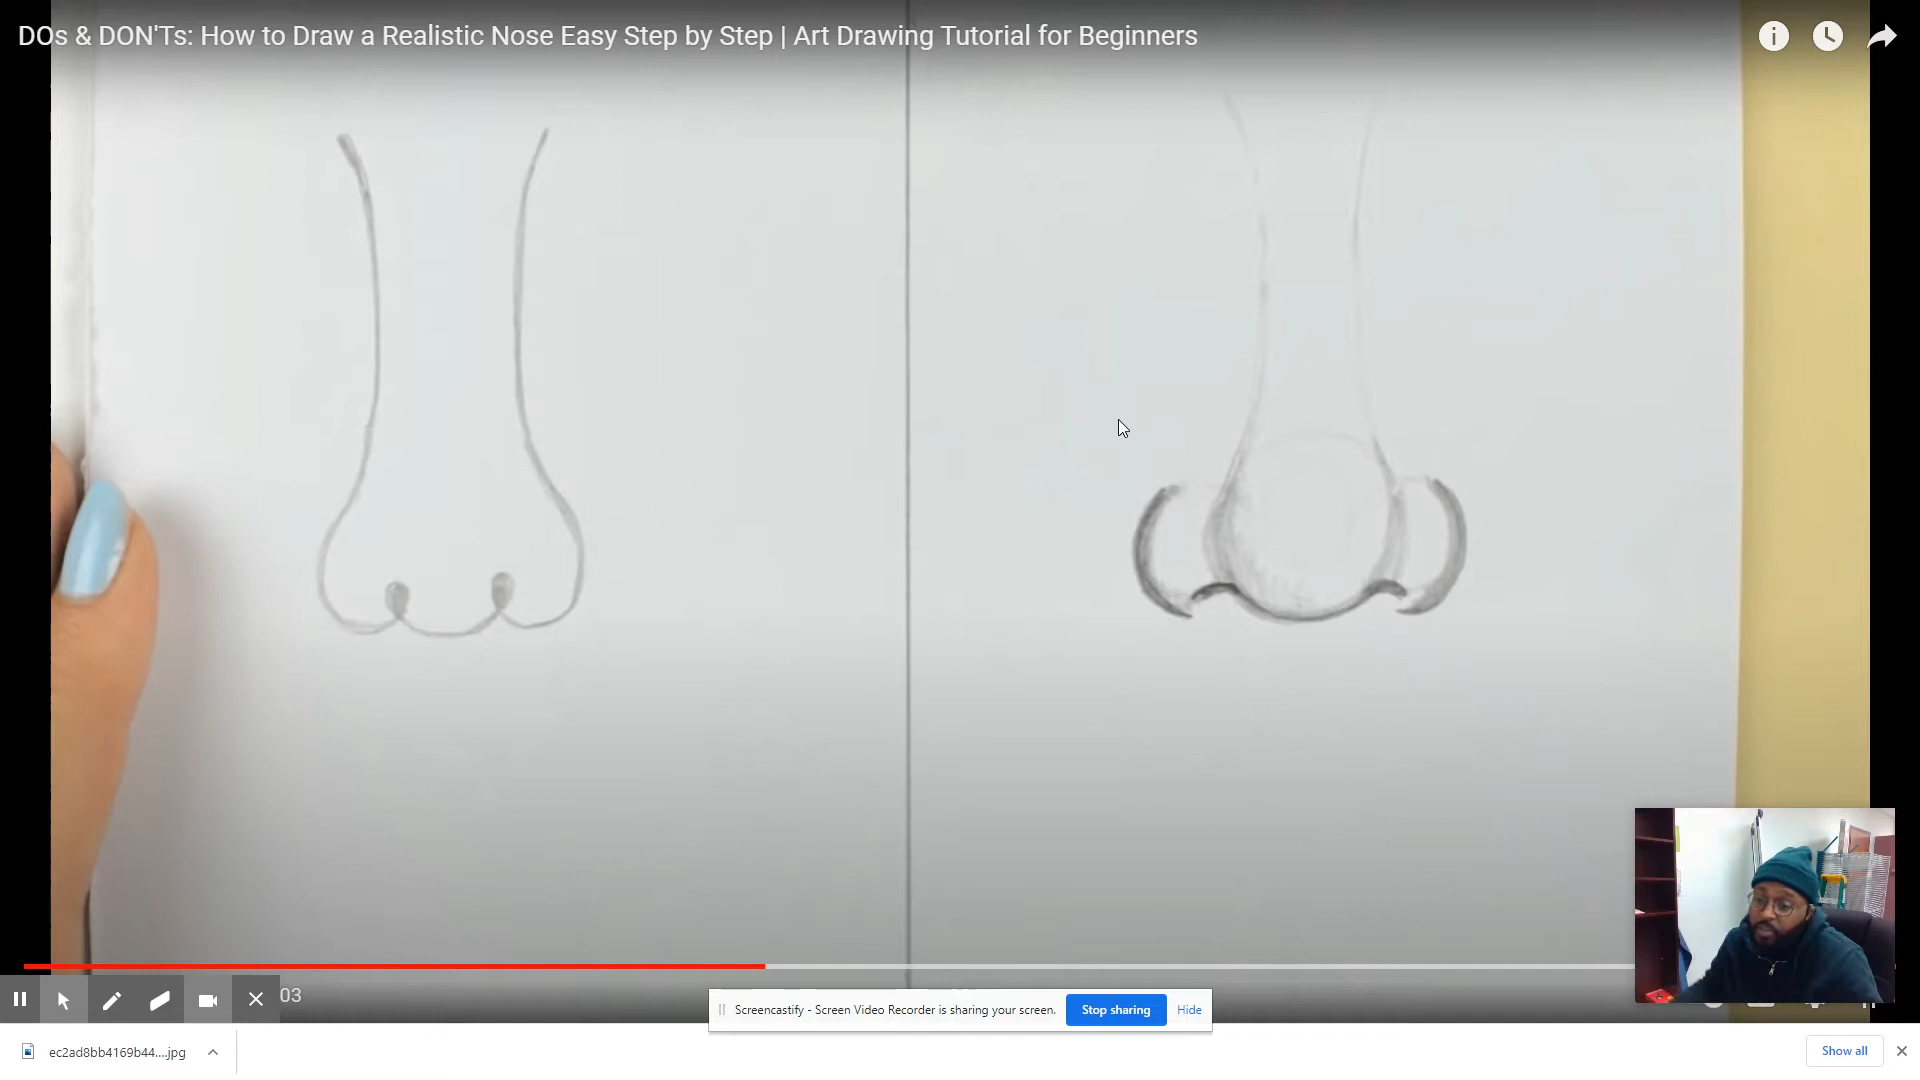 DOs & DON'Ts: How to Draw a Realistic Nose Easy Step by Step | Art Drawing Tutorial for Beginners
03
Screencastify - Screen Video Recorder is sharing your screen.
Stop sharing
Hide
ec2ad8bb4169b44....jpg
Show all